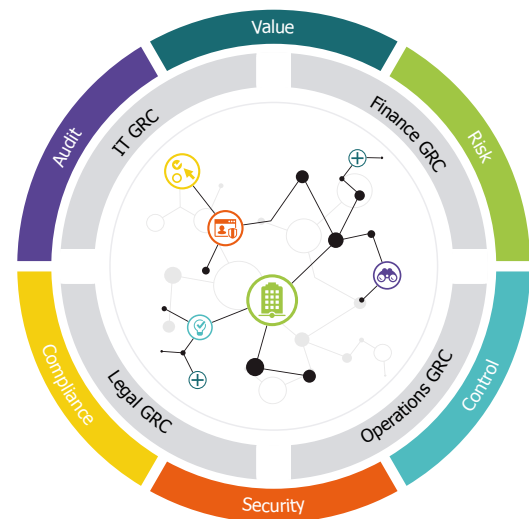 Value
Audit
IT GRC
Finance GRC
Risk
Compliance
Legal GRC
Operations GRC
Control
Security